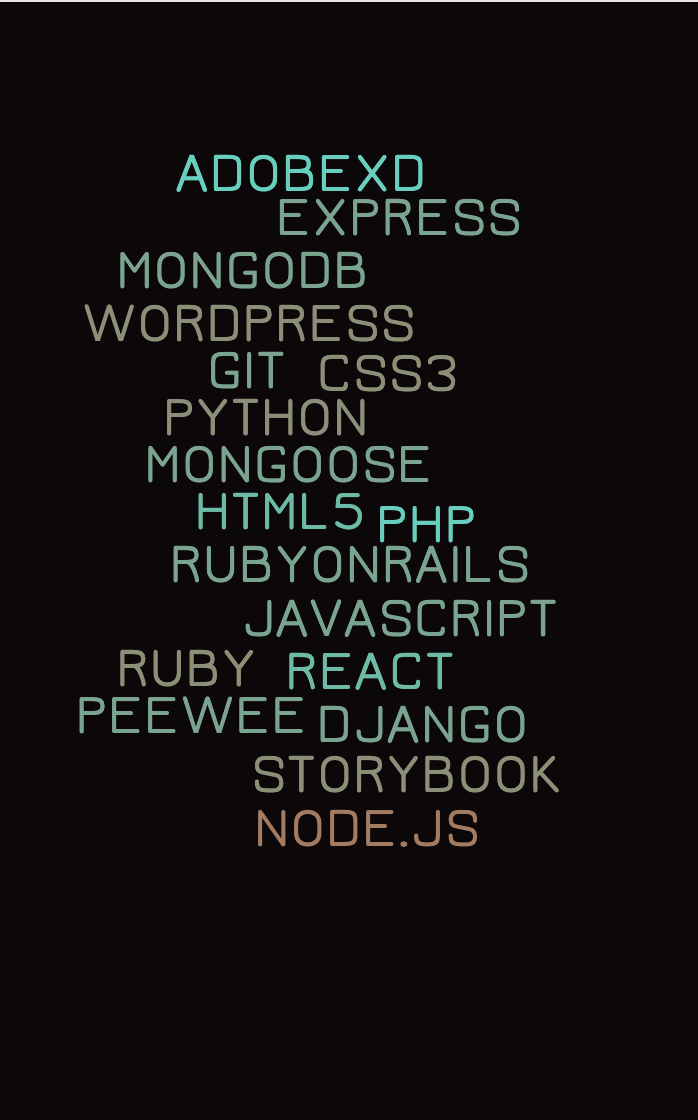 ADOBEXD
EXPRESS
MONGODB
WORDPRESS
GIT CSS3
PYTHON
MONGOOSE
HTML5 PHP
RUBYONRAILS
JAVASCRIPT
RUBY REACT
PEEWEE DJANGO
STORYBOOK
NODE.JS